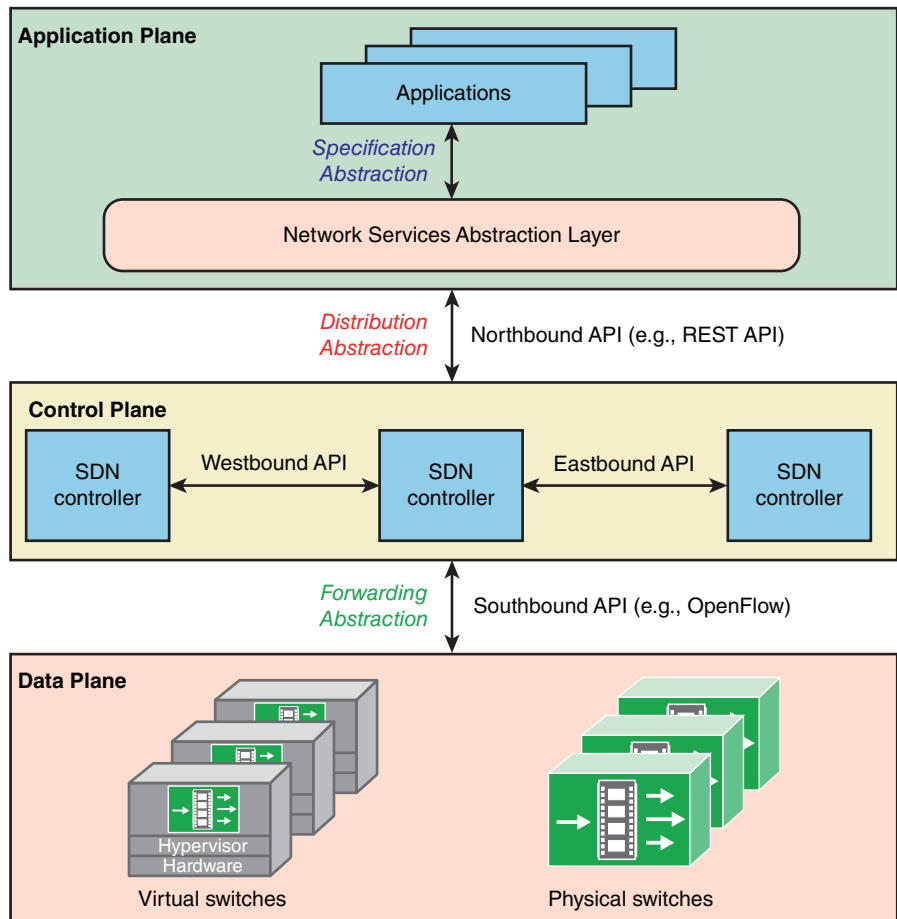 Application Plane
Applications
Specification
Abstraction
Network Services Abstraction Layer
Distribution
Abstraction
Northbound API (e.g., REST API)
Control Plane
SDN
controller
Westbound API
SDN
controller
Eastbound API
SDN
controller
Forwarding
Abstraction
Southbound API (e.g., OpenFlow)
Data Plane
Hypervisor
Hardware
Virtual switches
Physical switches